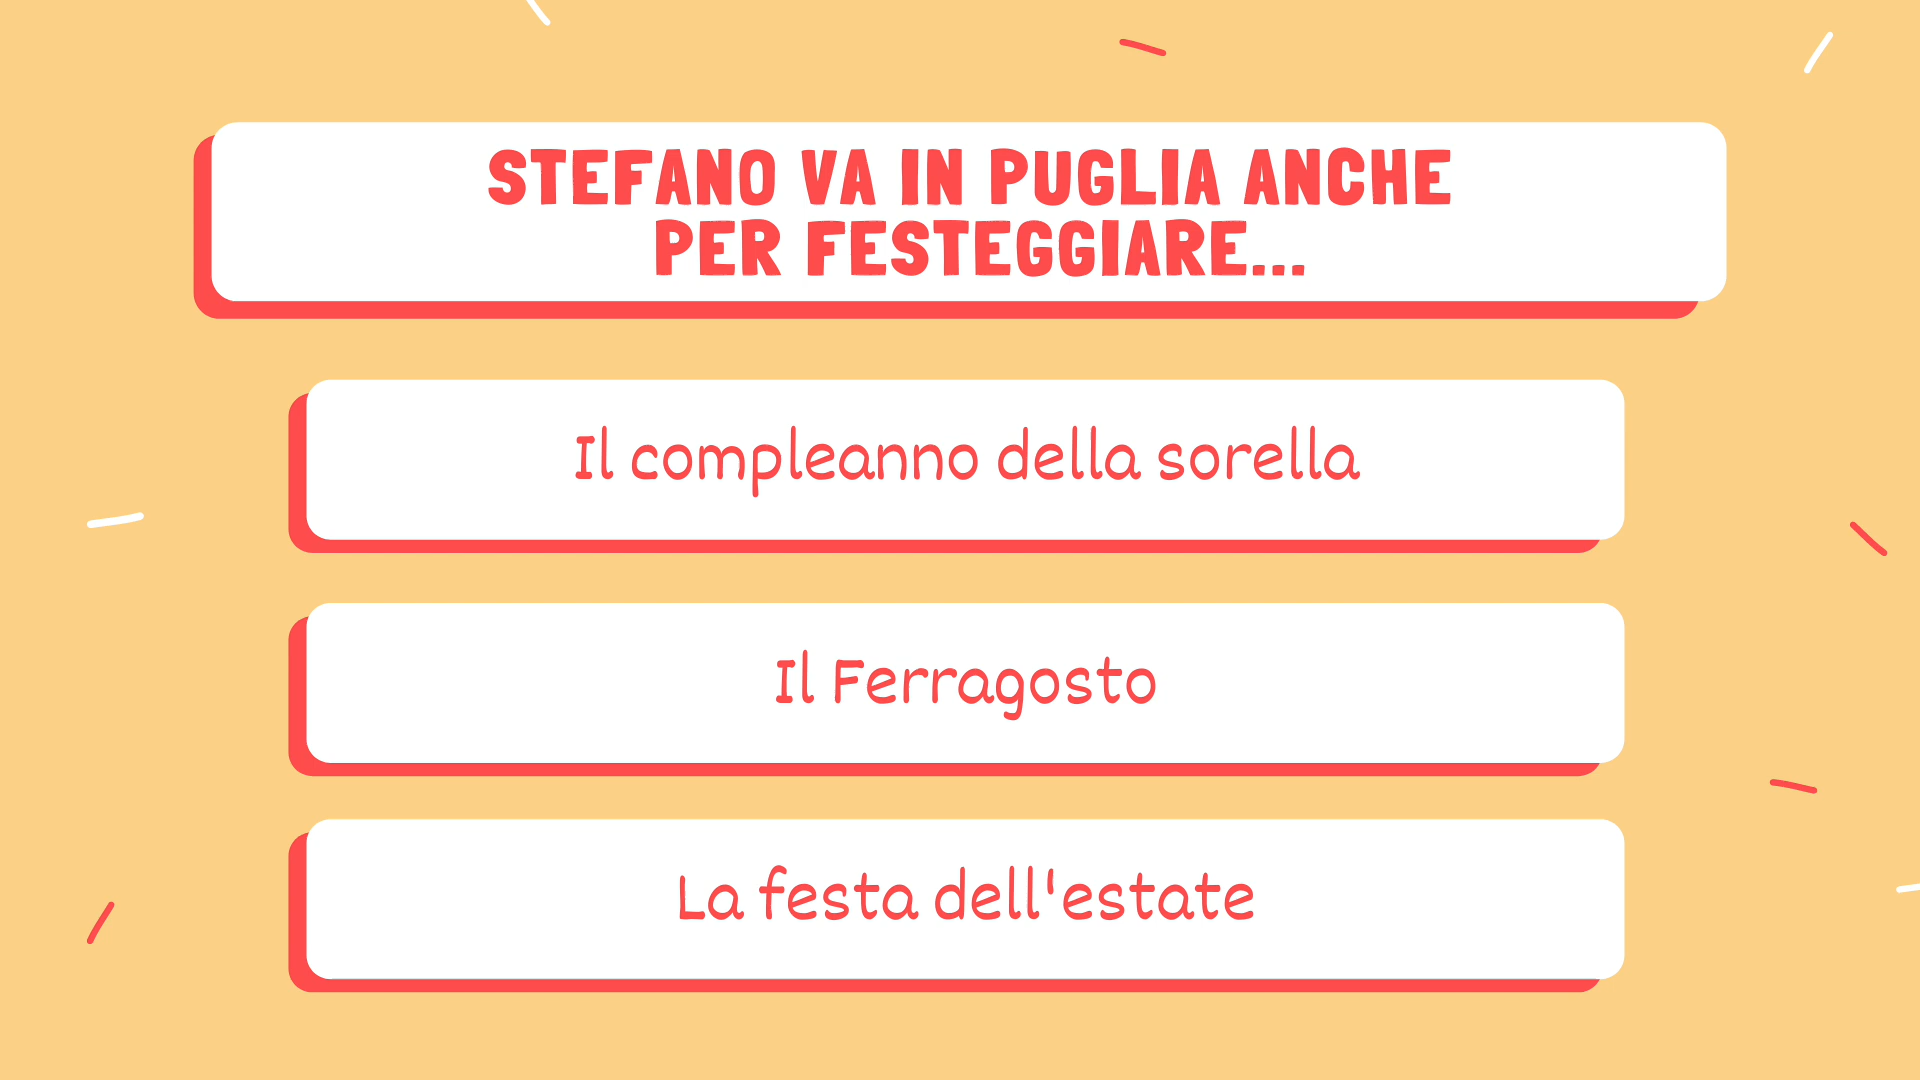 STEFANO VA IN PUGLIA ANCHE
PER FESTEGGIARE...
Il compleanno della sorella
Il Ferragosto
La festa dell'estate